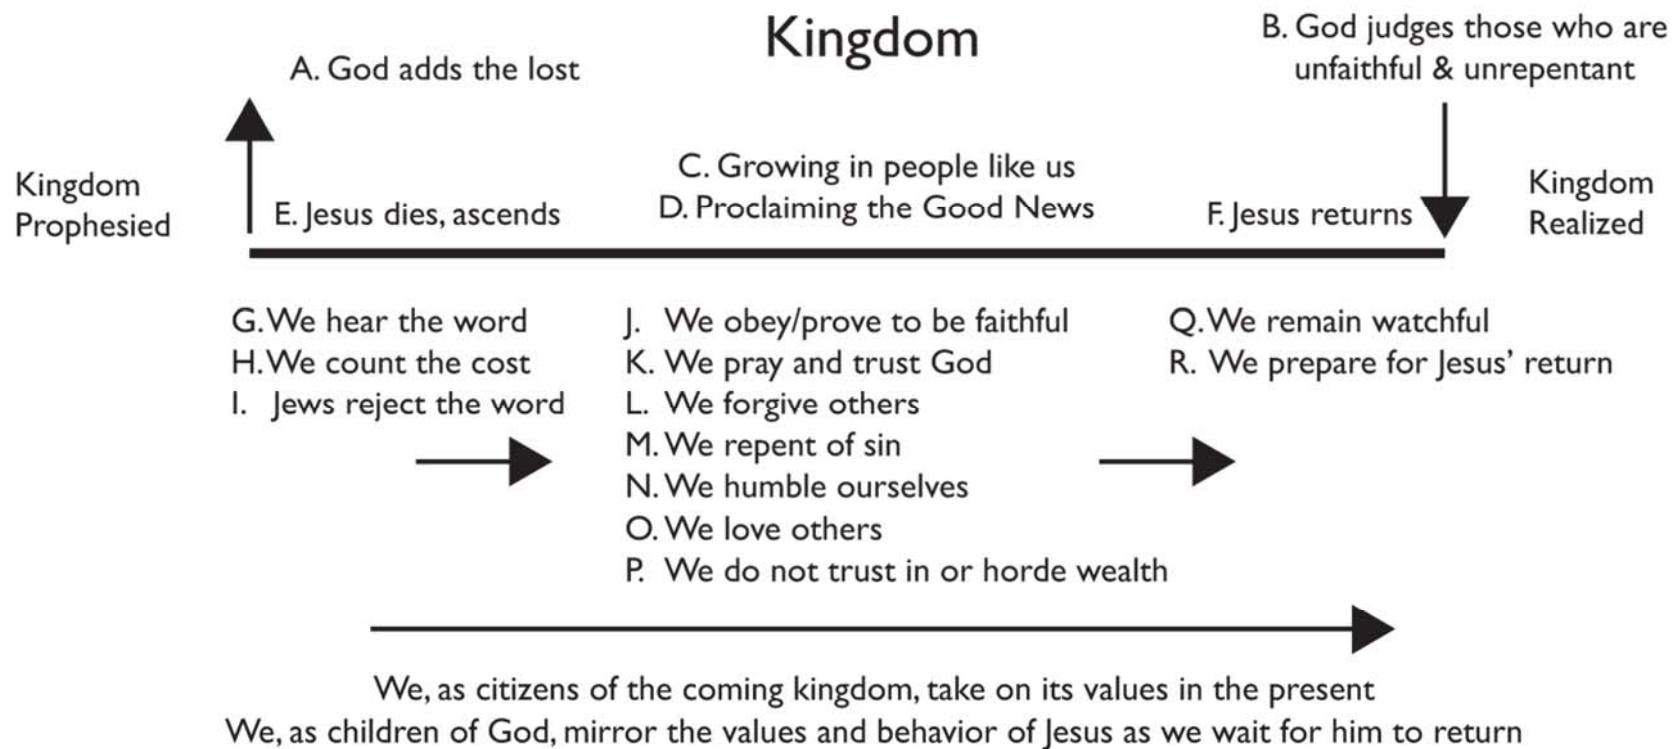 Kingdom
A. God adds the lost
B. God judges those who are
unfaithful & unrepentant
Kingdom
Prophesied
C. Growing in people like us
D. Proclaiming the Good News
E. Jesus dies, ascends
F. Jesus returns
Kingdom
Realized
G. We hear the word
H. We count the cost
I. Jews reject the word
J. We obey/prove to be faithful
K. We pray and trust God
L. We forgive others
M. We repent of sin
N. We humble ourselves
O. We love others
P. We do not trust in or horde wealth
Q. We remain watchful
R. We prepare for Jesus' return
We, as citizens of the coming kingdom, take on its values in the present
We, as children of God, mirror the values and behavior of Jesus as we wait for him to return